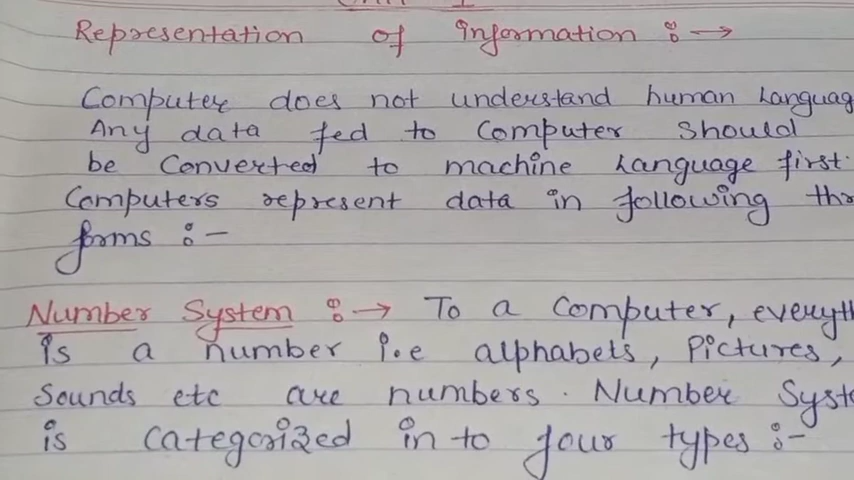 Representation of information :→
Computer does not understand human Languag
Any data fed to Computer should
be Converted to machine Language first.
Computers represent data in following thr
forms :-
Number System :→ To a Computer, everyth
is a number i.e alphabets, Pictures,
Sounds etc are numbers. Number Syst
is categorized in to four types :-